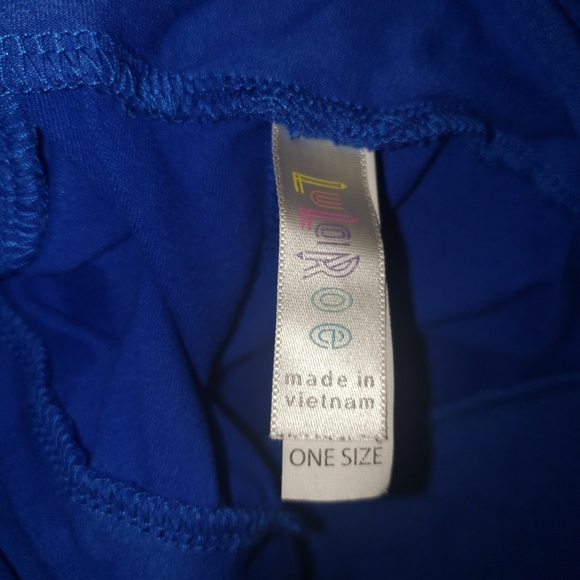 LuLaRoe
made in
vietnam
ONE SIZE